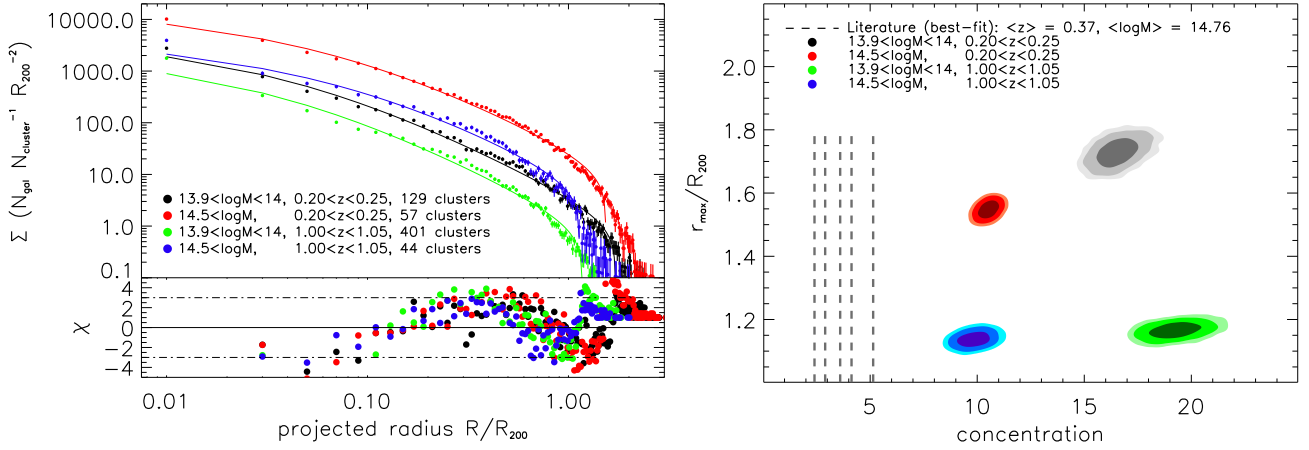 Σ (N_gal N_cluster^-1 R_200^-2)
10000.0
1000.0
100.0
10.0
1.0
0.1
13.9<logM<14, 0.20<z<0.25, 129 clusters
14.5<logM, 0.20<z<0.25, 57 clusters
13.9<logM<14, 1.00<z<1.05, 401 clusters
14.5<logM, 1.00<z<1.05, 44 clusters
χ
4
2
0
-2
-4
0.01 0.10 1.00
projected radius R/R_200
r_max/R_200
2.0
1.8
1.6
1.4
1.2
Literature (best-fit): <z> = 0.37, <logM> = 14.76
13.9<logM<14, 0.20<z<0.25
14.5<logM, 0.20<z<0.25
13.9<logM<14, 1.00<z<1.05
14.5<logM, 1.00<z<1.05
5 10 15 20
concentration